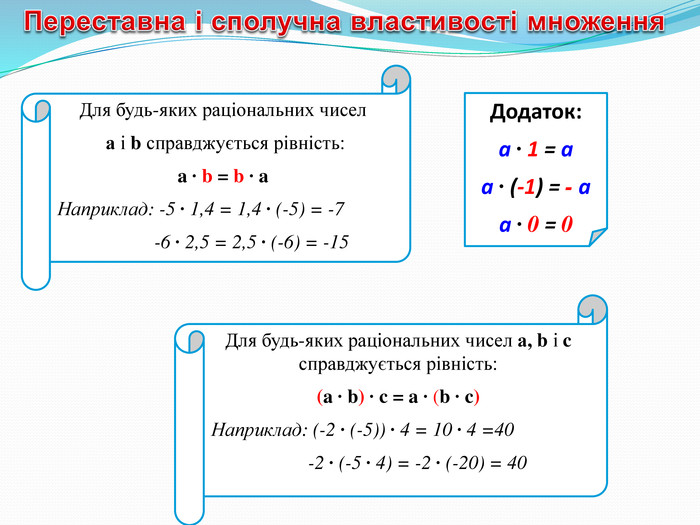 Переставна і сполучна властивості множення
Для будь-яких раціональних чисел
a і b справджується рівність:
a · b = b · a
Наприклад: -5 · 1,4 = 1,4 · (-5) = -7
-6 · 2,5 = 2,5 · (-6) = -15
Додаток:
a · 1 = a
a · (-1) = - a
a · 0 = 0
Для будь-яких раціональних чисел a, b і c
справджується рівність:
(a · b) · c = a · (b · c)
Наприклад: (-2 · (-5)) · 4 = 10 · 4 =40
-2 · (-5 · 4) = -2 · (-20) = 40